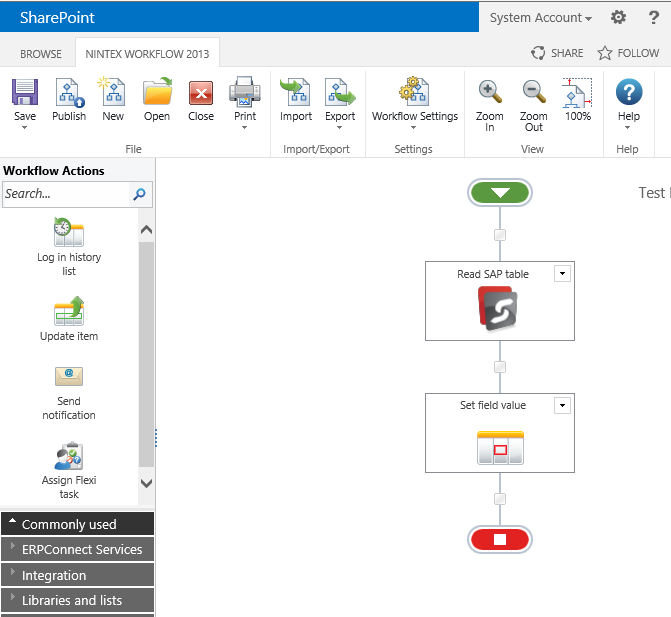 SharePoint
System Account
?
BROWSE
NINTEX WORKFLOW 2013
SHARE
FOLLOW
Save
Publish
New
Open
Close
Print
Import
Export
Workflow Settings
Zoom
In
Zoom
Out
100%
Help
File
Import/Export
Settings
View
Help
Workflow Actions
Search...
Test
Log in history
list
Update item
Send
notification
Assign Flexi
task
Commonly used
ERPConnect Services
Integration
Libraries and lists
Read SAP table
Set field value